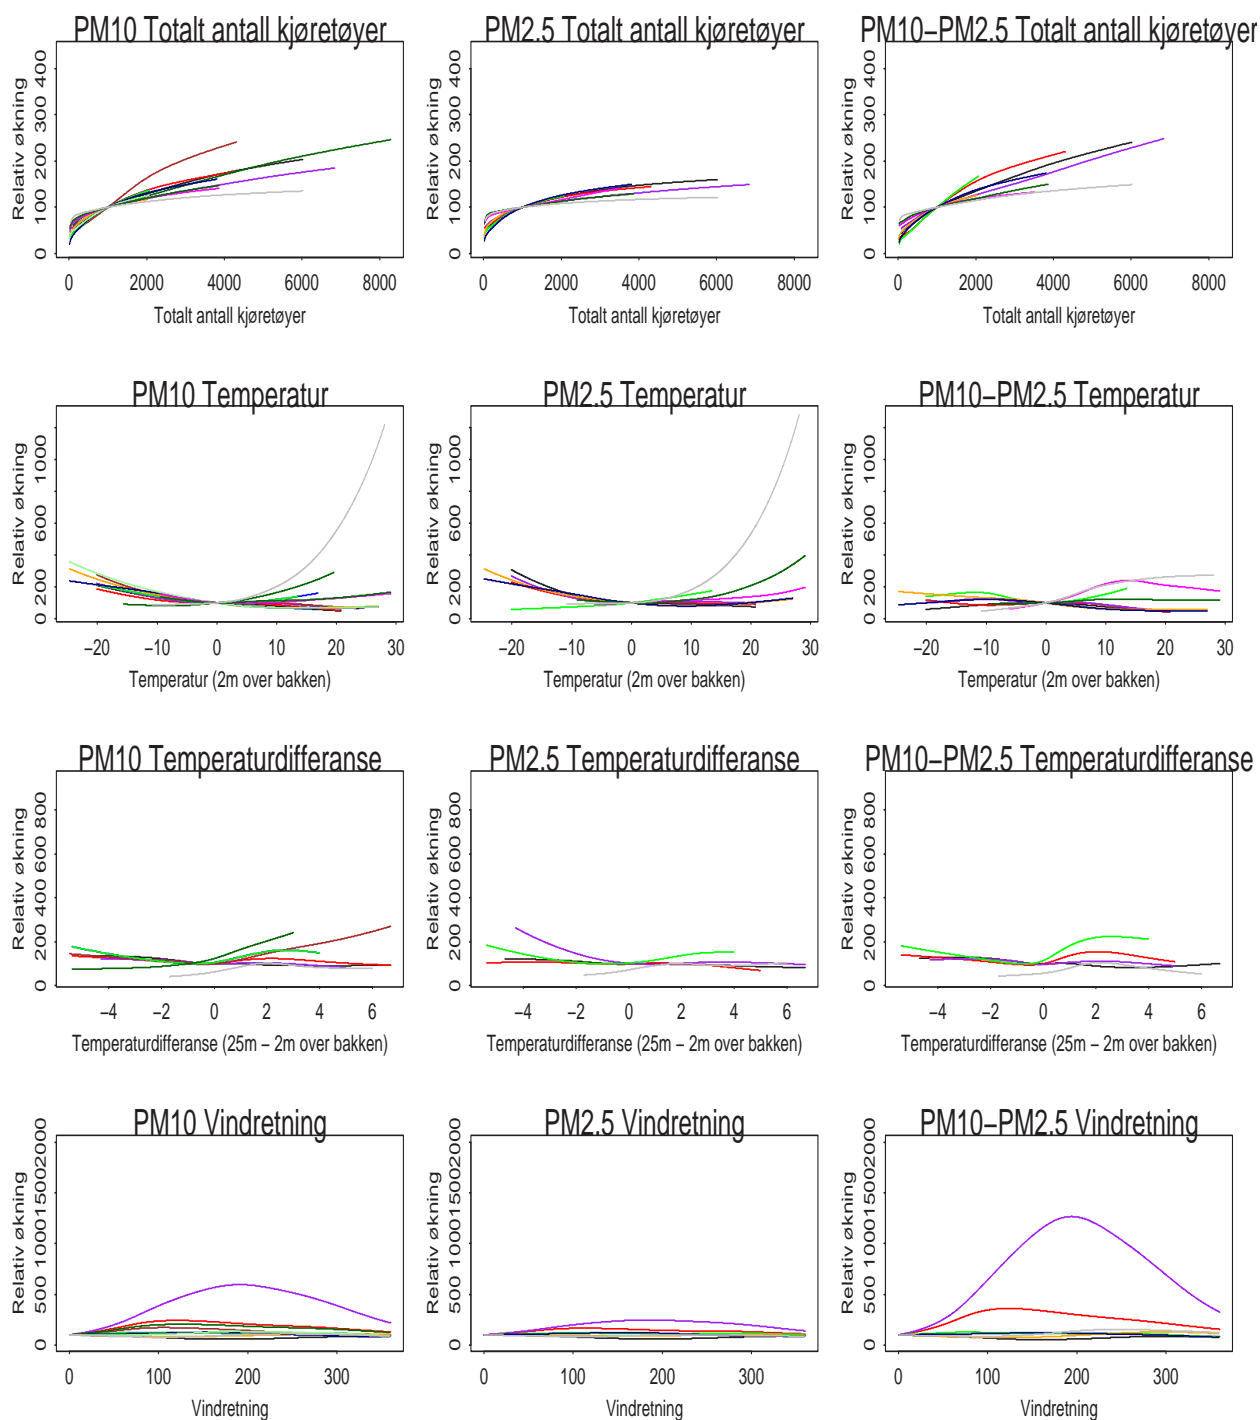 PM10 Totalt antall kjøretøyer
PM2.5 Totalt antall kjøretøyer
PM10−PM2.5 Totalt antall kjøretøyer
Relativ økning
0 100 200 300 400
0 2000 4000 6000 8000
Totalt antall kjøretøyer
Relativ økning
0 100 200 300 400
0 2000 4000 6000 8000
Totalt antall kjøretøyer
Relativ økning
0 100 200 300 400
0 2000 4000 6000 8000
Totalt antall kjøretøyer
PM10 Temperatur
PM2.5 Temperatur
PM10−PM2.5 Temperatur
Relativ økning
0 200 600 1000
−20 −10 0 10 20 30
Temperatur (2m over bakken)
Relativ økning
0 200 600 1000
−20 −10 0 10 20 30
Temperatur (2m over bakken)
Relativ økning
0 200 600 1000
−20 −10 0 10 20 30
Temperatur (2m over bakken)
PM10 Temperaturdifferanse
PM2.5 Temperaturdifferanse
PM10−PM2.5 Temperaturdifferanse
Relativ økning
0 200 400 600 800
−4 −2 0 2 4 6
Temperaturdifferanse (25m − 2m over bakken)
Relativ økning
0 200 400 600 800
−4 −2 0 2 4 6
Temperaturdifferanse (25m − 2m over bakken)
Relativ økning
0 200 400 600 800
−4 −2 0 2 4 6
Temperaturdifferanse (25m − 2m over bakken)
PM10 Vindretning
PM2.5 Vindretning
PM10−PM2.5 Vindretning
Relativ økning
0 500 1000 1500 2000
0 100 200 300
Vindretning
Relativ økning
0 500 1000 1500 2000
0 100 200 300
Vindretning
Relativ økning
0 500 1000 1500 2000
0 100 200 300
Vindretning